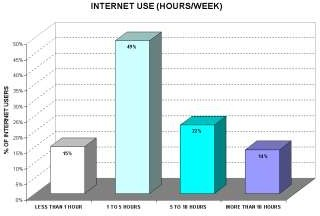 INTERNET USE (HOURS/WEEK)
% OF INTERNET USERS
50%
45%
40%
35%
30%
25%
20%
15%
10%
5%
0%
15%
49%
22%
14%
LESS THAN 1 HOUR
1 TO 5 HOURS
5 TO 10 HOURS
MORE THAN 10 HOURS